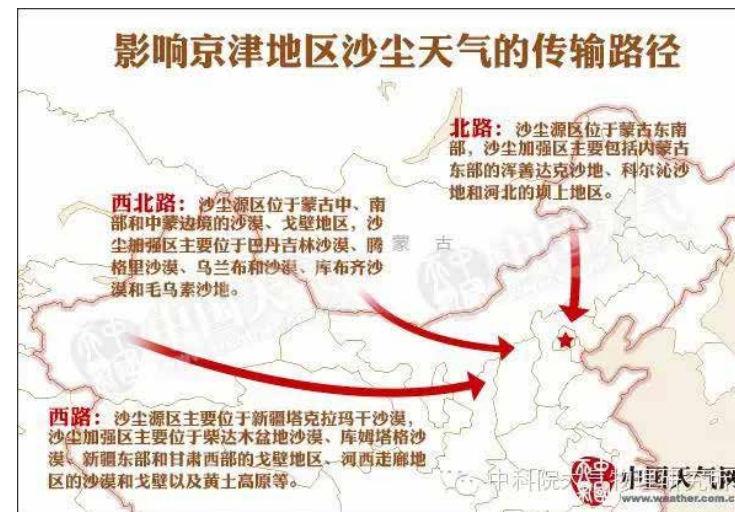 影响京津地区沙尘天气的传输路径
北路：沙尘源区位于蒙古东南
部，沙尘加强区主要包括内蒙古
东部的浑善达克沙地、科尔沁沙
地和河北的坝上地区。
西北路：沙尘源区位于蒙古中、南
部和中蒙边境的沙漠、戈壁地区，沙
尘加强区主要位于巴丹吉林沙漠、腾
格里沙漠、乌兰布和沙漠、库布齐沙
漠和毛乌素沙地。
蒙古
西路：沙尘源区主要位于新疆塔克拉玛干沙漠，
沙尘加强区主要位于柴达木盆地沙漠、库姆塔格沙
漠、新疆东部和甘肃西部的戈壁地区、河西走廊地
区的沙漠和戈壁以及黄土高原等。
中科院大气物理研究所
中国天气网
www.weather.com.c